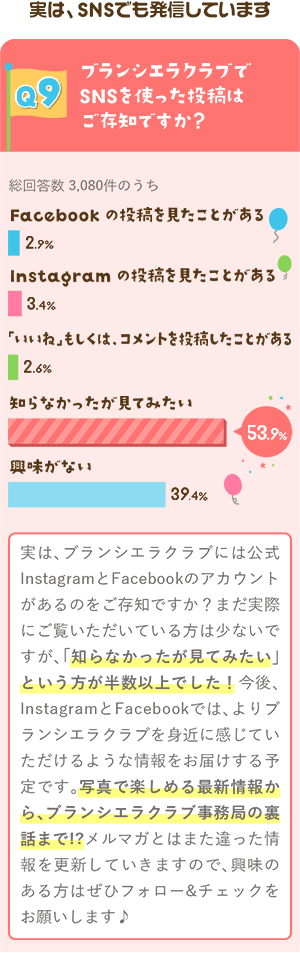 実は、SNSでも発信しています
Q9
ブランシエラクラブで
SNSを使った投稿は
ご存知ですか？
総回答数 3,080件のうち
Facebook の投稿を見たことがある
2.9%
Instagram の投稿を見たことがある
3.4%
「いいね」もしくは、コメントを投稿したことがある
2.6%
知らなかったが見てみたい
53.9%
興味がない
39.4%
実は、ブランシエラクラブには公式
InstagramとFacebookのアカウント
があるのをご存知ですか？まだ実際
にご覧いただいている方は少ないで
すが、「知らなかったが見てみたい」
という方が半数以上でした！今後、
InstagramとFacebookでは、よりブ
ランシエラクラブを身近に感じてい
ただけるような情報をお届けする予
定です。写真で楽しめる最新情報か
ら、ブランシエラクラブ事務局の裏
話まで!?メルマガとはまた違った情
報を更新していきますので、興味の
ある方はぜひフォロー&チェックを
お願いします♪